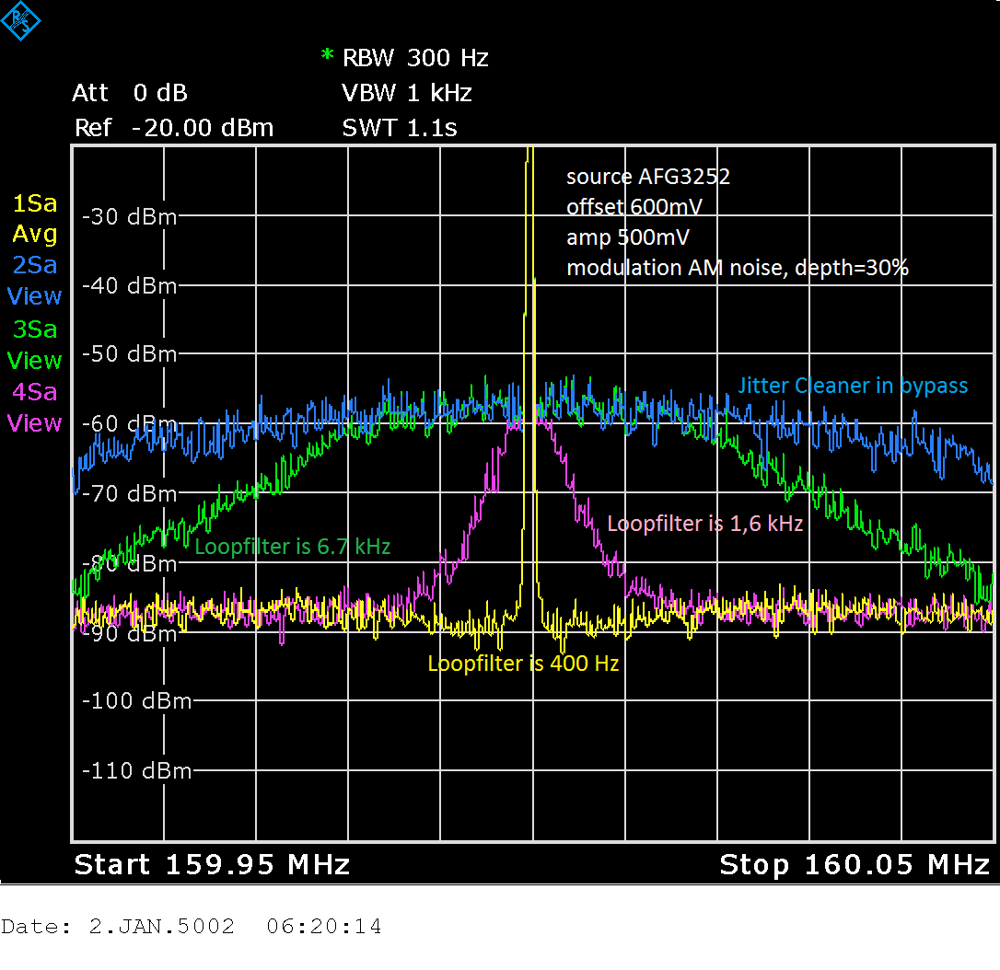 R S
* RBW 300 Hz
Att 0 dB VBW 1 kHz
Ref -20.00 dBm SWT 1.1s
source AFG3252
offset 600mV
amp 500mV
modulation AM noise, depth=30%
1Sa
Avg
2Sa
View
3Sa
View
4Sa
View
-30 dBm
-40 dBm
-50 dBm
-60 dBm
-70 dBm
-80 dBm
-90 dBm
-100 dBm
-110 dBm
Jitter Cleaner in bypass
Loopfilter is 1,6 kHz
Loopfilter is 6.7 kHz
Loopfilter is 400 Hz
Start 159.95 MHz Stop 160.05 MHz
Date: 2.JAN.5002 06:20:14